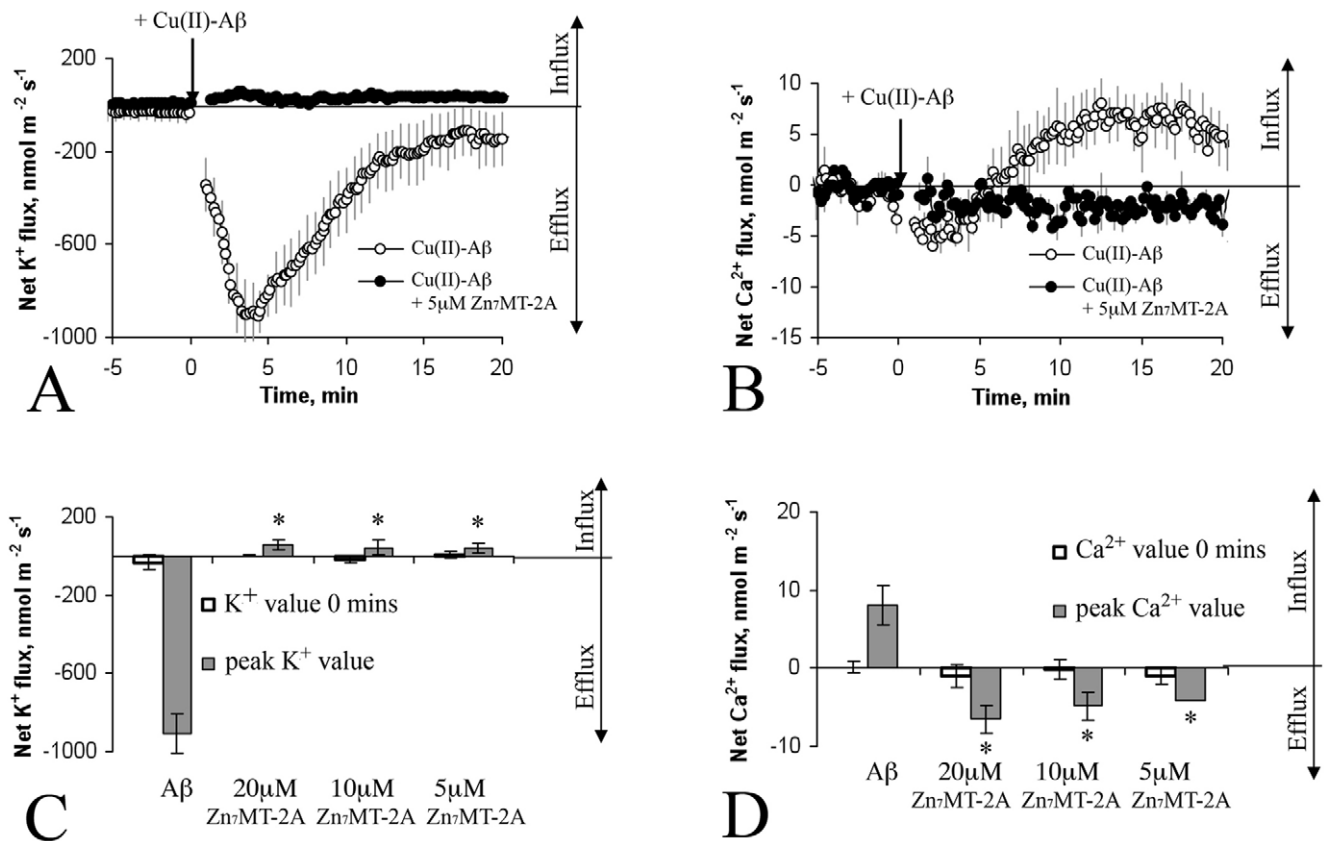 + Cu(II)-Aβ
Net K⁺ flux, nmol m⁻² s⁻¹
200
-200
-600
-1000
-5
0
5
10
15
20
Time, min
Cu(II)-Aβ
Cu(II)-Aβ
+ 5µM Zn₇MT-2A
Influx
Efflux
A
+ Cu(II)-Aβ
Net Ca²⁺ flux, nmol m⁻² s⁻¹
10
5
0
-5
-10
-15
-5
0
5
10
15
20
Time, min
Cu(II)-Aβ
Cu(II)-Aβ
+ 5µM Zn₇MT-2A
Influx
Efflux
B
Net K⁺ flux, nmol m⁻² s⁻¹
200
-200
-600
-1000
* * *
K⁺ value 0 mins
peak K⁺ value
Aβ
20µM
Zn₇MT-2A
10µM
Zn₇MT-2A
5µM
Zn₇MT-2A
Influx
Efflux
C
Net Ca²⁺ flux, nmol m⁻² s⁻¹
20
10
0
-10
Ca²⁺ value 0 mins
peak Ca²⁺ value
* * *
Aβ
20µM
Zn₇MT-2A
10µM
Zn₇MT-2A
5µM
Zn₇MT-2A
Influx
Efflux
D